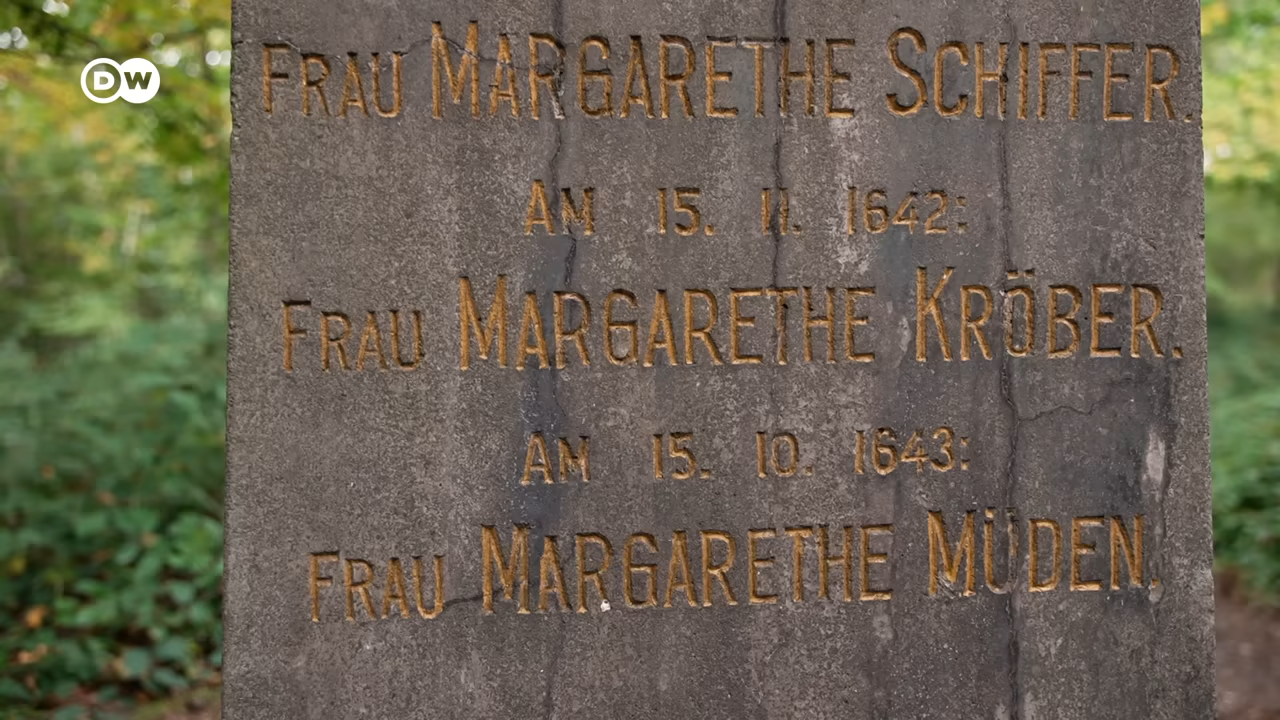 DW
FRAU MARGARETHE SCHIFFER.
AM 15. 11. 1642:
FRAU MARGARETHE KRÖBER.
AM 15. 10. 1643:
FRAU MARGARETHE MÜDEN.